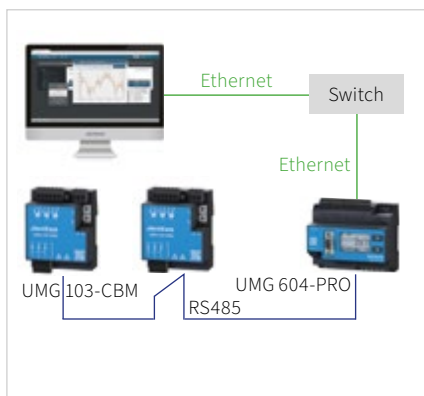 Ethernet
Switch
Ethernet
UMG 103-CBM
UMG 604-PRO
RS485